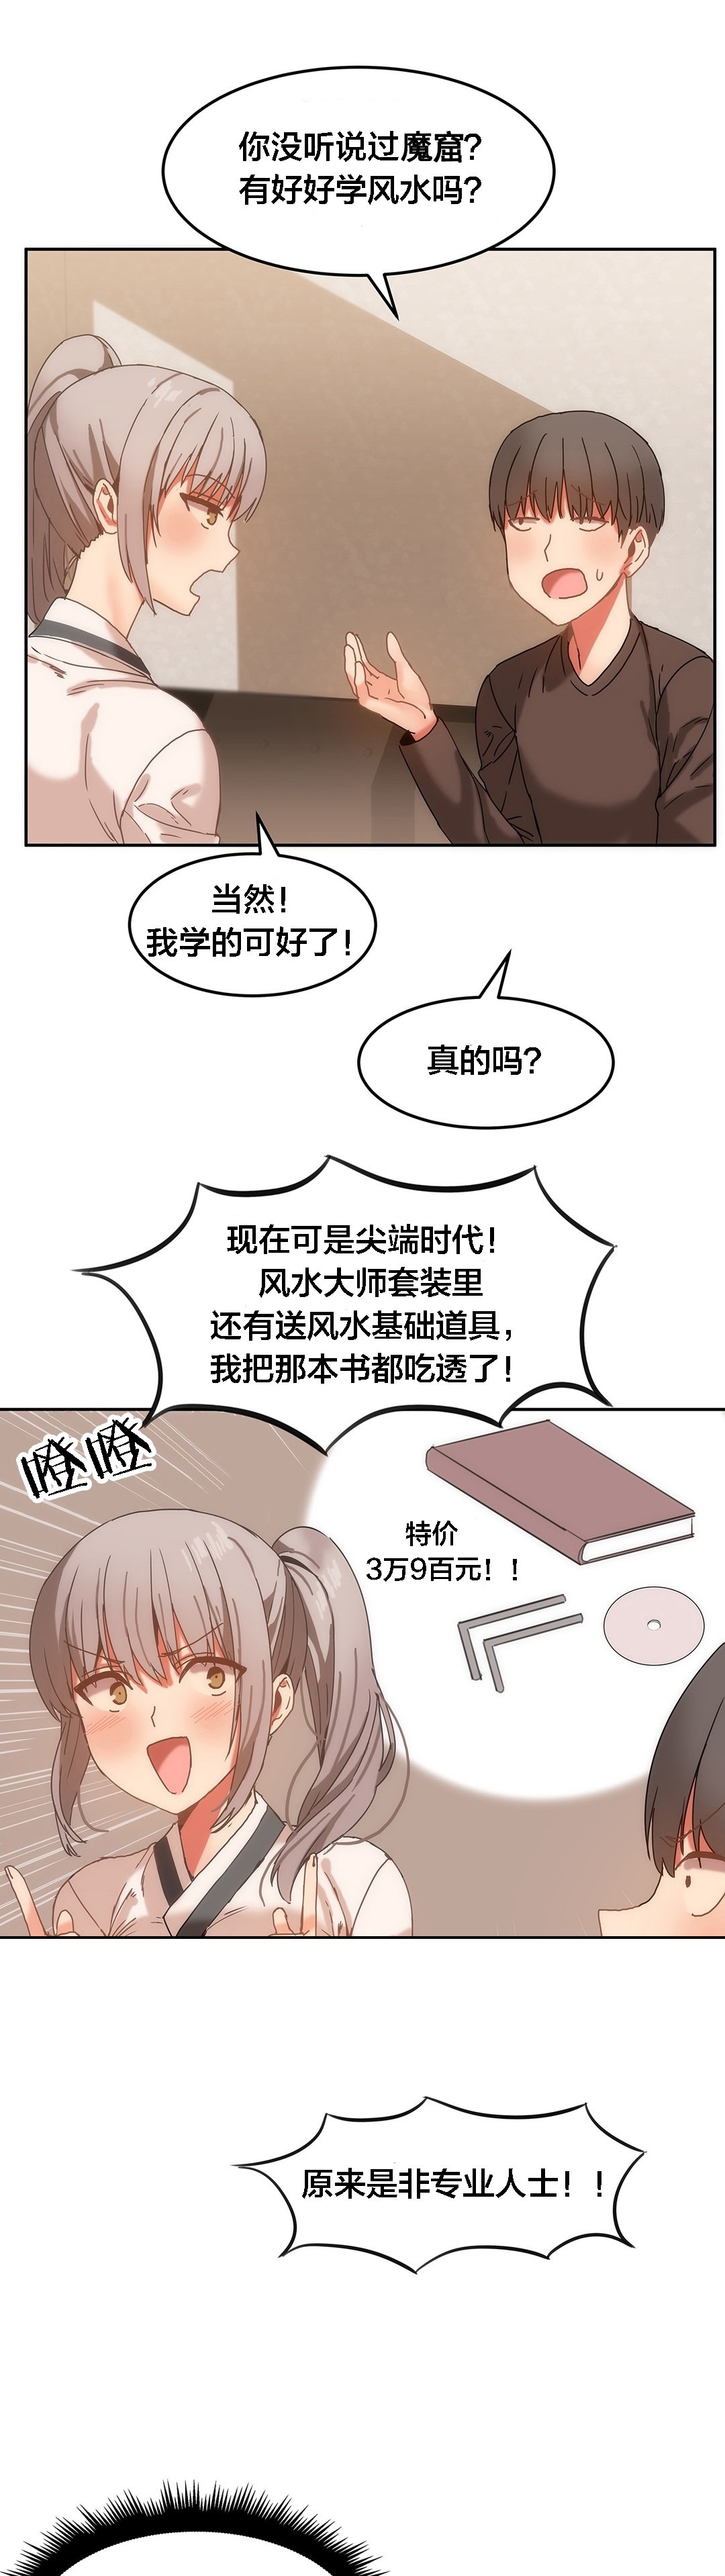 你没听说过魔窟？
有好好学风水吗？
当然！
我学的可好了！
真的吗？
现在可是尖端时代！
风水大师套装里
还有送风水基础道具，
我把那本书都吃透了！
噔噔
特价
3万9百元！！
原来是非专业人士！！